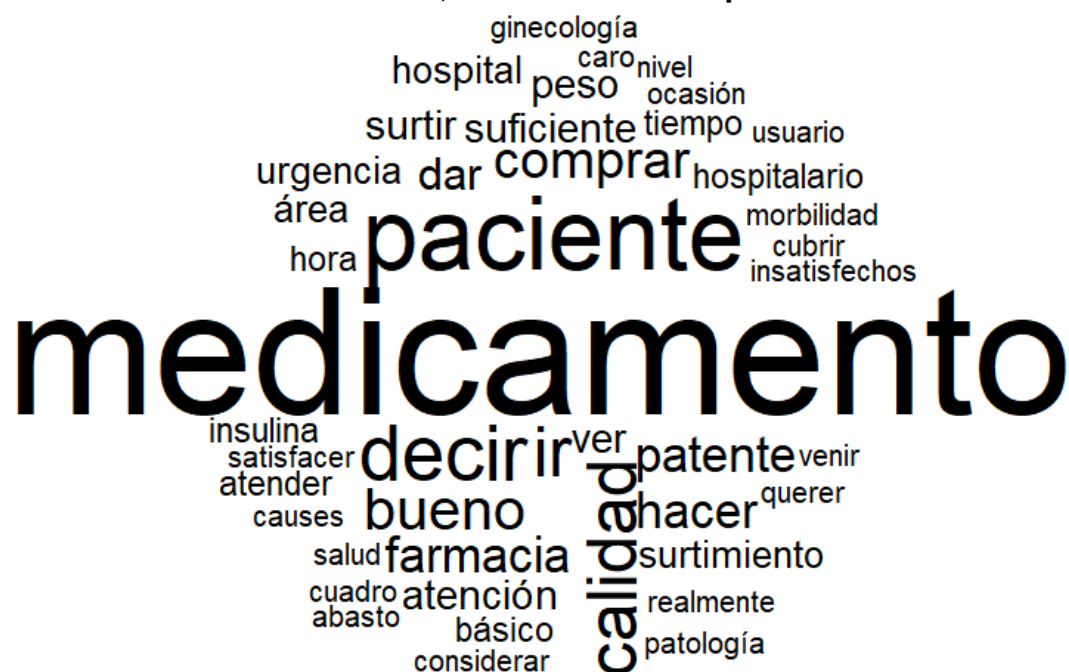 ginecología
caro nivel
hospital peso ocasión
surtir suficiente tiempo usuario
urgencia dar comprar hospitalario
área paciente morbilidad
hora cubrir
insatisfechos
medicamento
insulina decir ir ver patente venir
satisfacer
atender
causes bueno calidad hacer querer
salud farmacia surtimiento
cuadro atención realmente
abasto básico patología
considerar